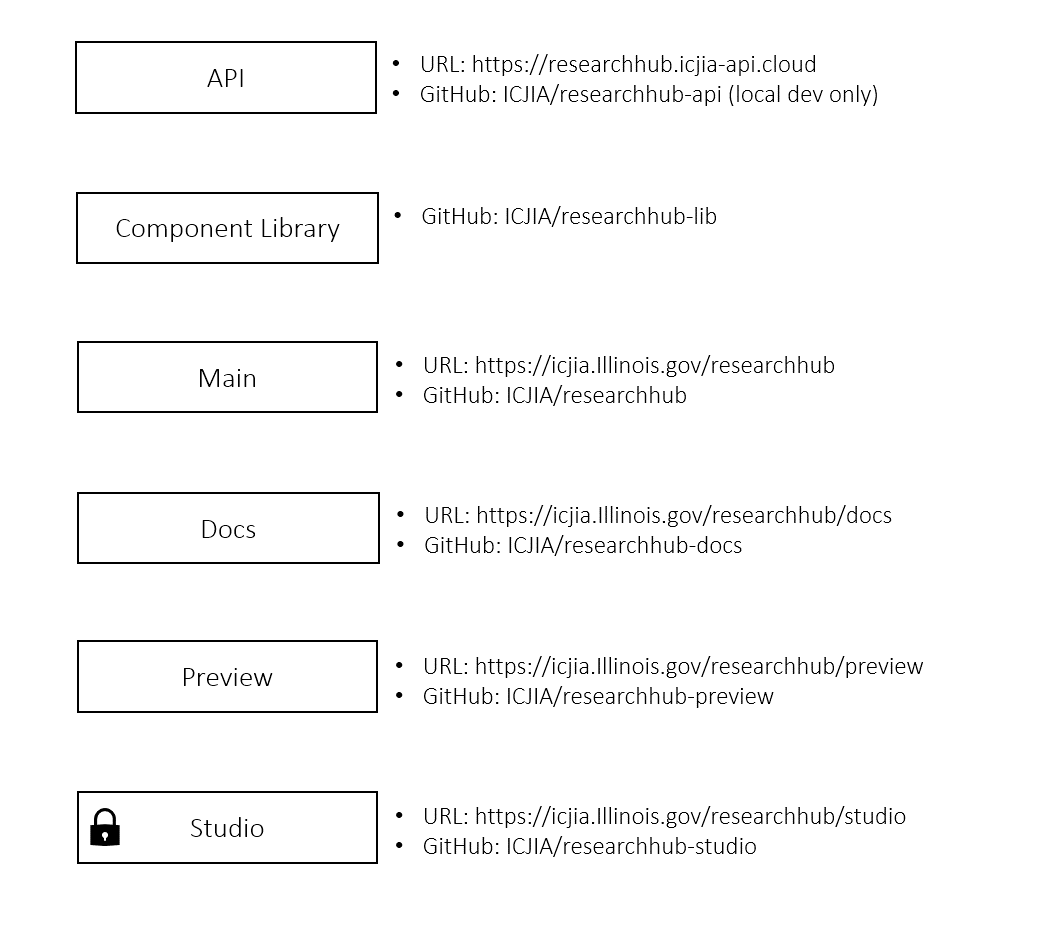 API
• URL: https://researchhub.icjia-api.cloud
• GitHub: ICJIA/researchhub-api (local dev only)
Component Library
• GitHub: ICJIA/researchhub-lib
Main
• URL: https://icjia.Illinois.gov/researchhub
• GitHub: ICJIA/researchhub
Docs
• URL: https://icjia.Illinois.gov/researchhub/docs
• GitHub: ICJIA/researchhub-docs
Preview
• URL: https://icjia.Illinois.gov/researchhub/preview
• GitHub: ICJIA/researchhub-preview
Studio
• URL: https://icjia.Illinois.gov/researchhub/studio
• GitHub: ICJIA/researchhub-studio